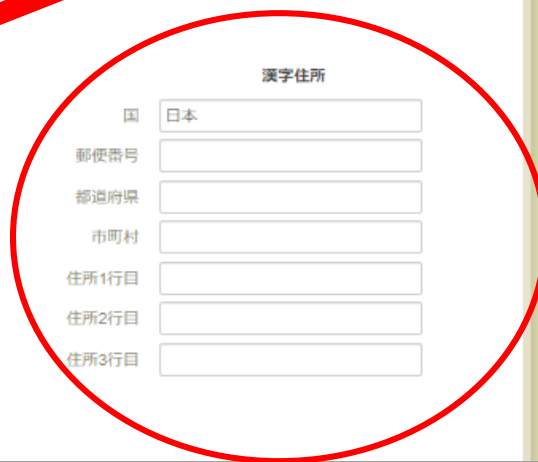 漢字住所
国 日本
郵便番号
都道府県
市町村
住所1行目
住所2行目
住所3行目